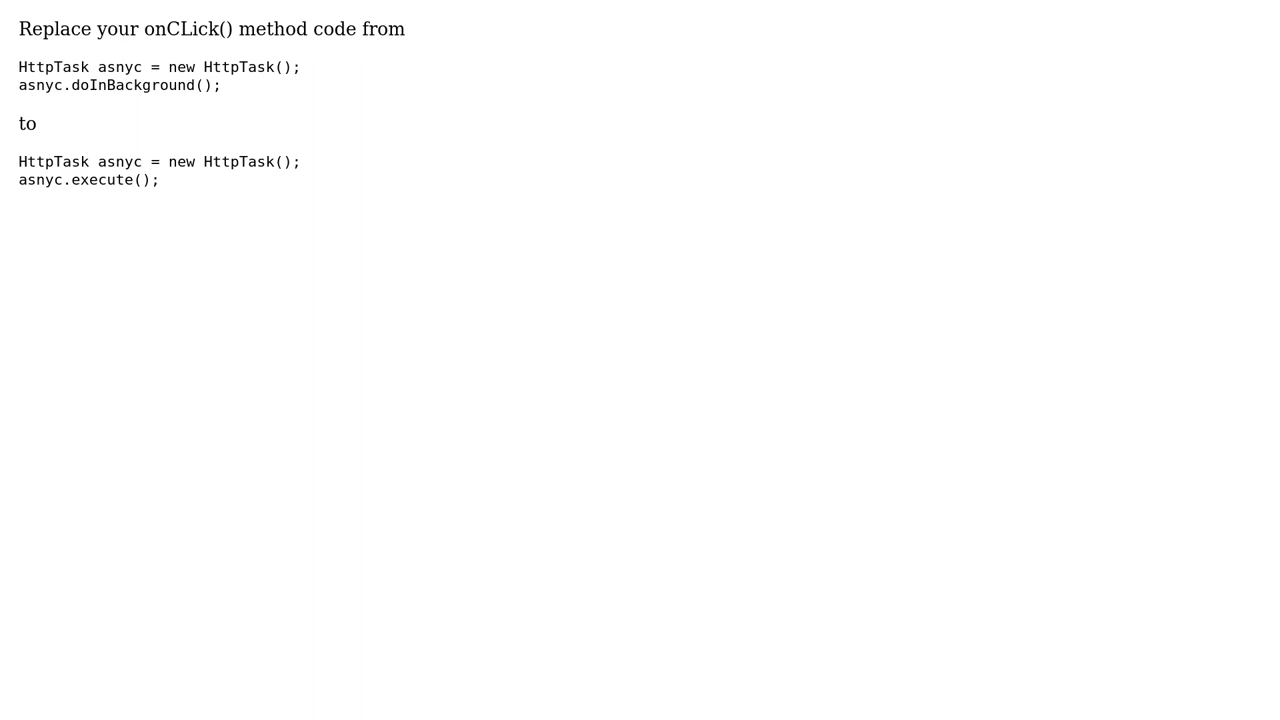 Replace your onCLick() method code from
HttpTask asnyc = new HttpTask();
asnyc.doInBackground();
to
HttpTask asnyc = new HttpTask();
asnyc.execute();